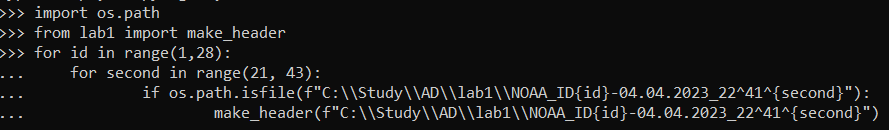 >>> import os.path
>>> from lab1 import make_header
>>> for id in range(1,28):
...     for second in range(21, 43):
...             if os.path.isfile(f"C:\\Study\\AD\\lab1\\NOAA_ID{id}-04.04.2023_22^41^{second}"):
...                     make_header(f"C:\\Study\\AD\\lab1\\NOAA_ID{id}-04.04.2023_22^41^{second}")